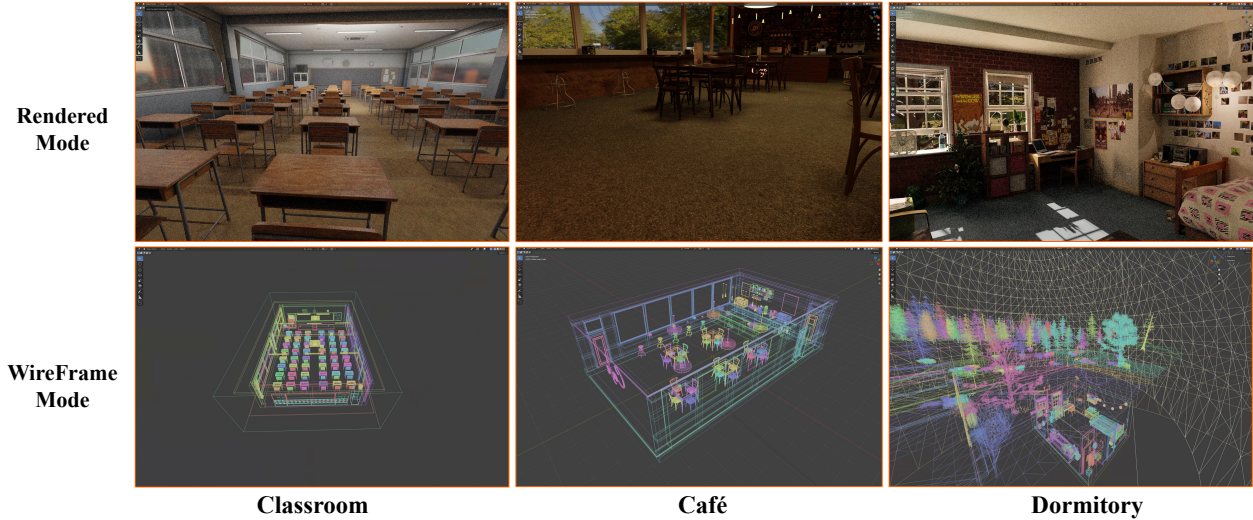 Rendered
Mode
WireFrame
Mode
Classroom
Café
Dormitory